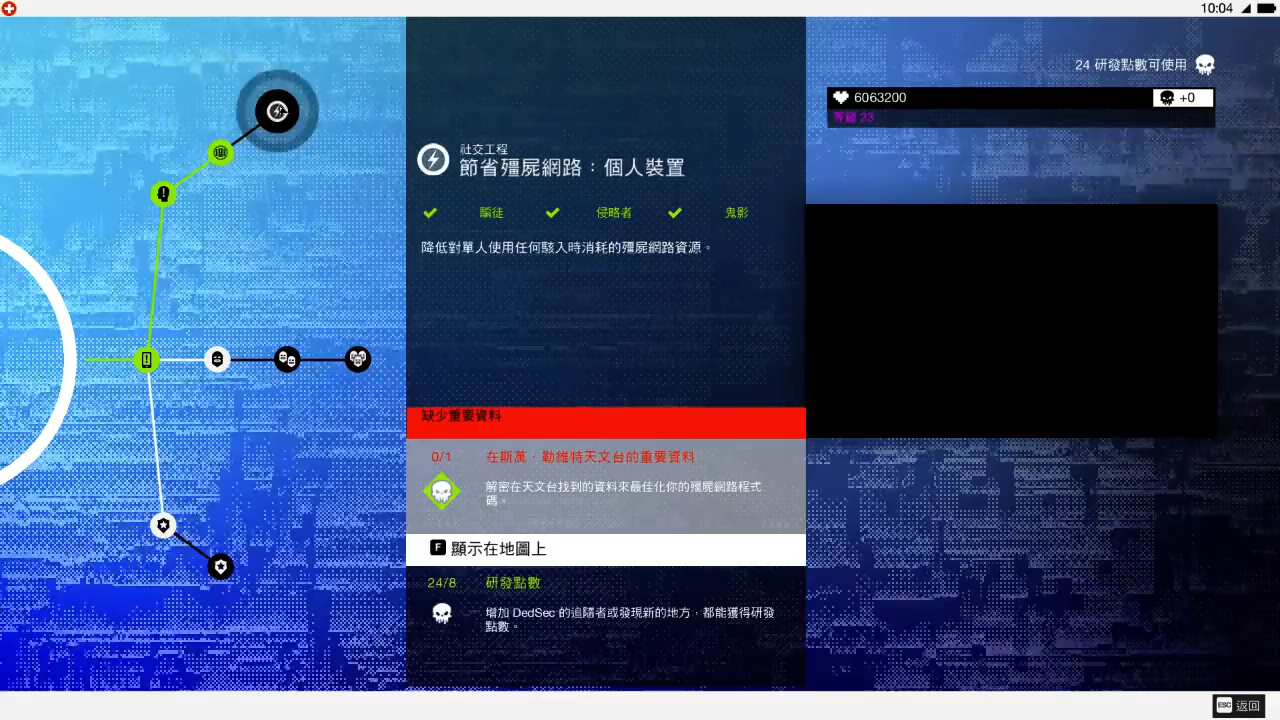 10:04
24 研發點數可使用
6063200
+0
等級 23
社交工程
節省殭屍網路：個人裝置
騙徒 侵略者 鬼影
降低對單人使用任何駭入時消耗的殭屍網路資源。
缺少重要資料
0/1 在斯萬·勒維特天文台的重要資料
解密在天文台找到的資料來最佳化你的殭屍網路程式
碼。
F 顯示在地圖上
24/8 研發點數
增加 DedSec 的追隨者或發現新的地方，都能獲得研發
點數。
ESC 返回